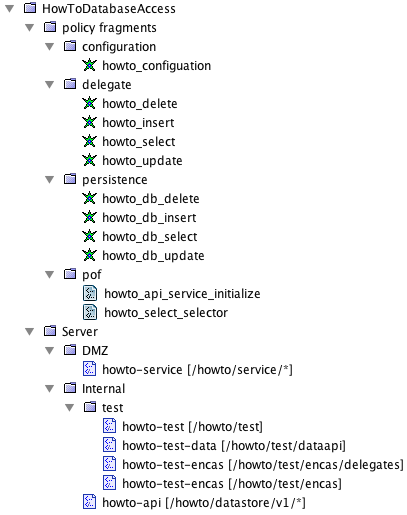 HowToDatabaseAccess
policy fragments
configuration
howto_configuation
delegate
howto_delete
howto_insert
howto_select
howto_update
persistence
howto_db_delete
howto_db_insert
howto_db_select
howto_db_update
pof
howto_api_service_initialize
howto_select_selector
Server
DMZ
howto-service [/howto/service/*]
Internal
test
howto-test [/howto/test]
howto-test-data [/howto/test/dataapi]
howto-test-encas [/howto/test/encas/delegates]
howto-test-encas [/howto/test/encas]
howto-api [/howto/datastore/v1/*]